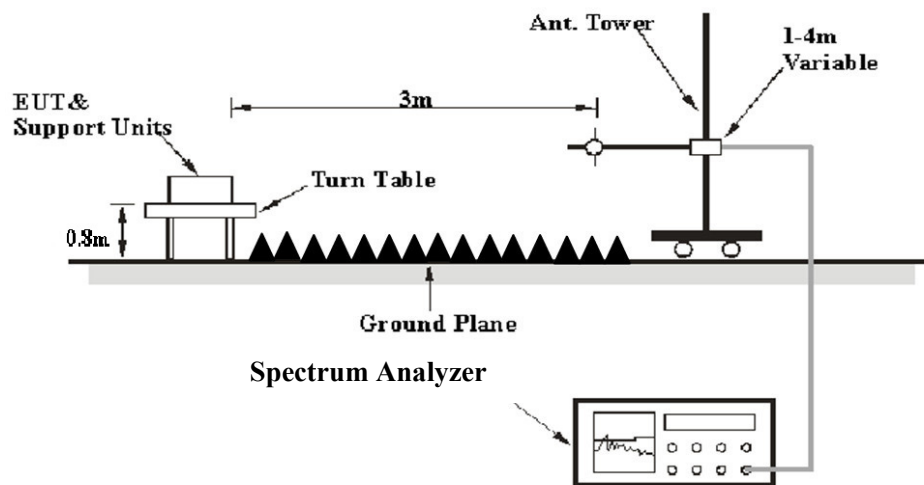 Ant. Tower
1-4m
Variable
3m
EUT&
Support Units
Turn Table
0.8m
Ground Plane
Spectrum Analyzer